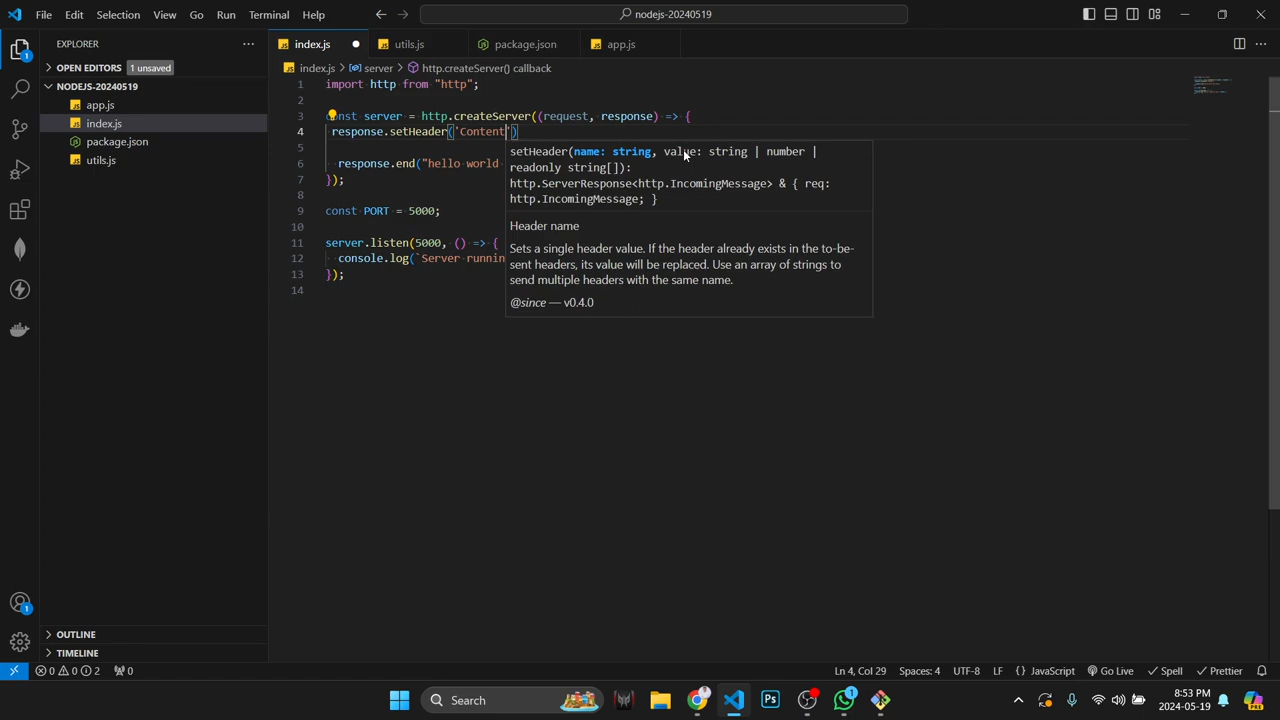 File Edit Selection View Go Run Terminal Help
nodejs-20240519
EXPLORER
index.js
utils.js
package.json
app.js
OPEN EDITORS 1 unsaved
index.js > server > http.createServer() callback
NODEJS-20240519
app.js
index.js
package.json
utils.js
1 import http from "http";
2
3 const server = http.createServer((request, response) => {
4 response.setHeader('Content')
5
6 response.end("hello world
7 });
8
9 const PORT = 5000;
10
11 server.listen(5000, () => {
12 console.log(`Server runnin
13 });
14
setHeader(name: string, value: string | number |
readonly string[]):
http.ServerResponse<http.IncomingMessage> & { req:
http.IncomingMessage; }
Header name
Sets a single header value. If the header already exists in the to-be-
sent headers, its value will be replaced. Use an array of strings to
send multiple headers with the same name.
@since — v0.4.0
OUTLINE
TIMELINE
0 0 2 0
Ln 4, Col 29 Spaces: 4 UTF-8 LF {} JavaScript Go Live Spell Prettier
Search
8:53 PM
2024-05-19